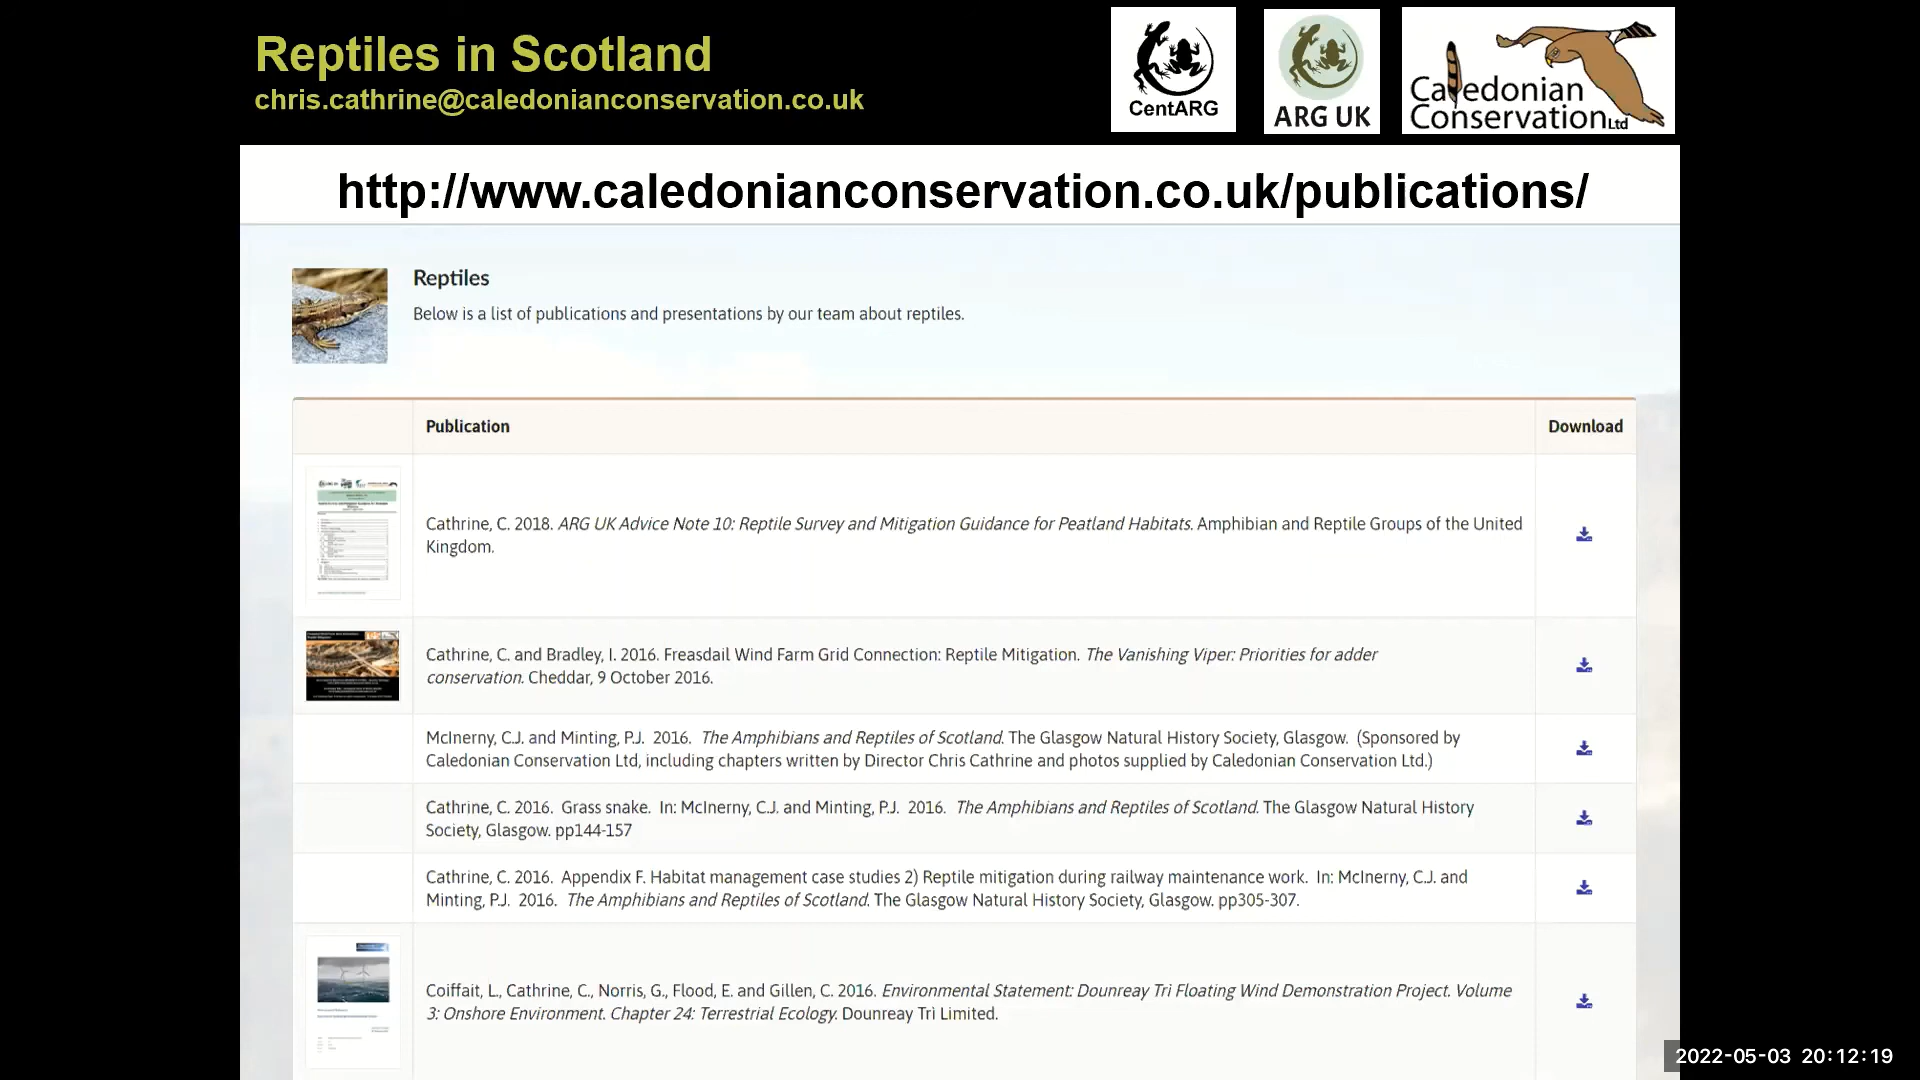 Reptiles in Scotland
chris.cathrine@caledonianconservation.co.uk
CentARG
ARG UK
Caledonian
Conservation Ltd
http://www.caledonianconservation.co.uk/publications/
Reptiles
Below is a list of publications and presentations by our team about reptiles.
Publication
Download
Cathrine, C. 2018. ARG UK Advice Note 10: Reptile Survey and Mitigation Guidance for Peatland Habitats. Amphibian and Reptile Groups of the United
Kingdom.
Cathrine, C. and Bradley, I. 2016. Freasdail Wind Farm Grid Connection: Reptile Mitigation. The Vanishing Viper: Priorities for adder
conservation. Cheddar, 9 October 2016.
McInerny, C.J. and Minting, P.J. 2016. The Amphibians and Reptiles of Scotland. The Glasgow Natural History Society, Glasgow. (Sponsored by
Caledonian Conservation Ltd, including chapters written by Director Chris Cathrine and photos supplied by Caledonian Conservation Ltd.)
Cathrine, C. 2016. Grass snake. In: McInerny, C.J. and Minting, P.J. 2016. The Amphibians and Reptiles of Scotland. The Glasgow Natural History
Society, Glasgow. pp144-157
Cathrine, C. 2016. Appendix F. Habitat management case studies 2) Reptile mitigation during railway maintenance work. In: McInerny, C.J. and
Minting, P.J. 2016. The Amphibians and Reptiles of Scotland. The Glasgow Natural History Society, Glasgow. pp305-307.
Coiffait, L., Cathrine, C., Norris, G., Flood, E. and Gillen, C. 2016. Environmental Statement: Dounreay Tri Floating Wind Demonstration Project. Volume
3: Onshore Environment. Chapter 24: Terrestrial Ecology. Dounreay Tri Limited.
2022-05-03 20:12:19